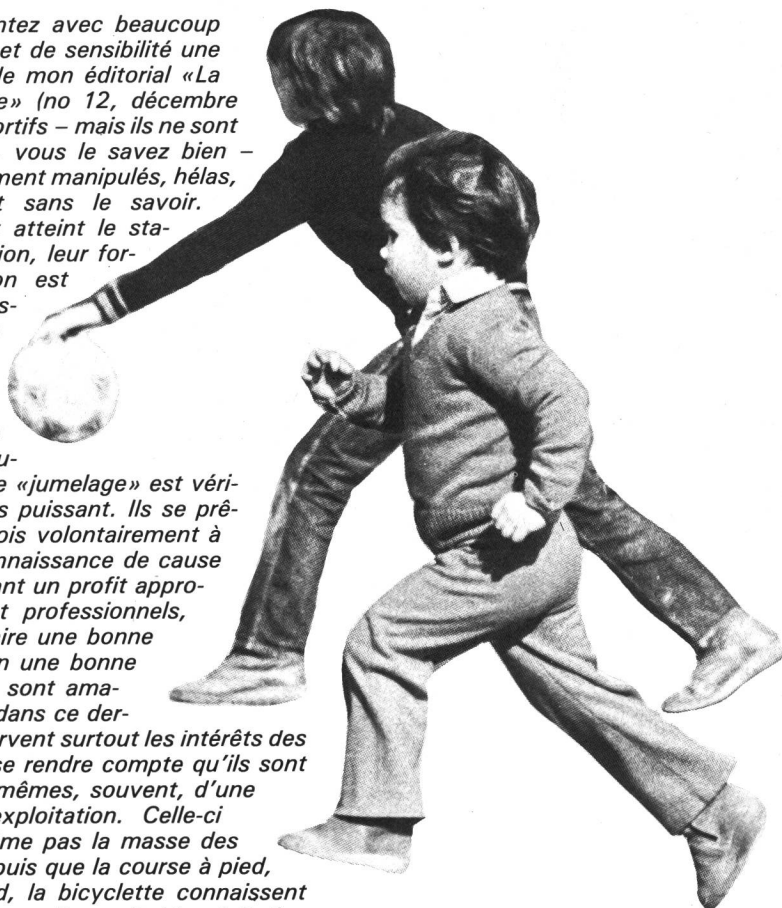 ntez avec beaucoup
et de sensibilité une
le mon éditorial «La
e» (no 12, décembre
ortifs – mais ils ne sont
vous le savez bien –
ment manipulés, hélas,
t sans le savoir.
atteint le sta-
ion, leur for-
on est
s-
u-
e «jumelage» est véri-
s puissant. Ils se prê-
ois volontairement à
nnaissance de cause
ant un profit appro-
t professionnels,
ire une bonne
n une bonne
sont ama-
dans ce der-
rvent surtout les intérêts des
se rendre compte qu'ils sont
mêmes, souvent, d'une
exploitation. Celle-ci
me pas la masse des
puis que la course à pied,
d, la bicyclette connaissent